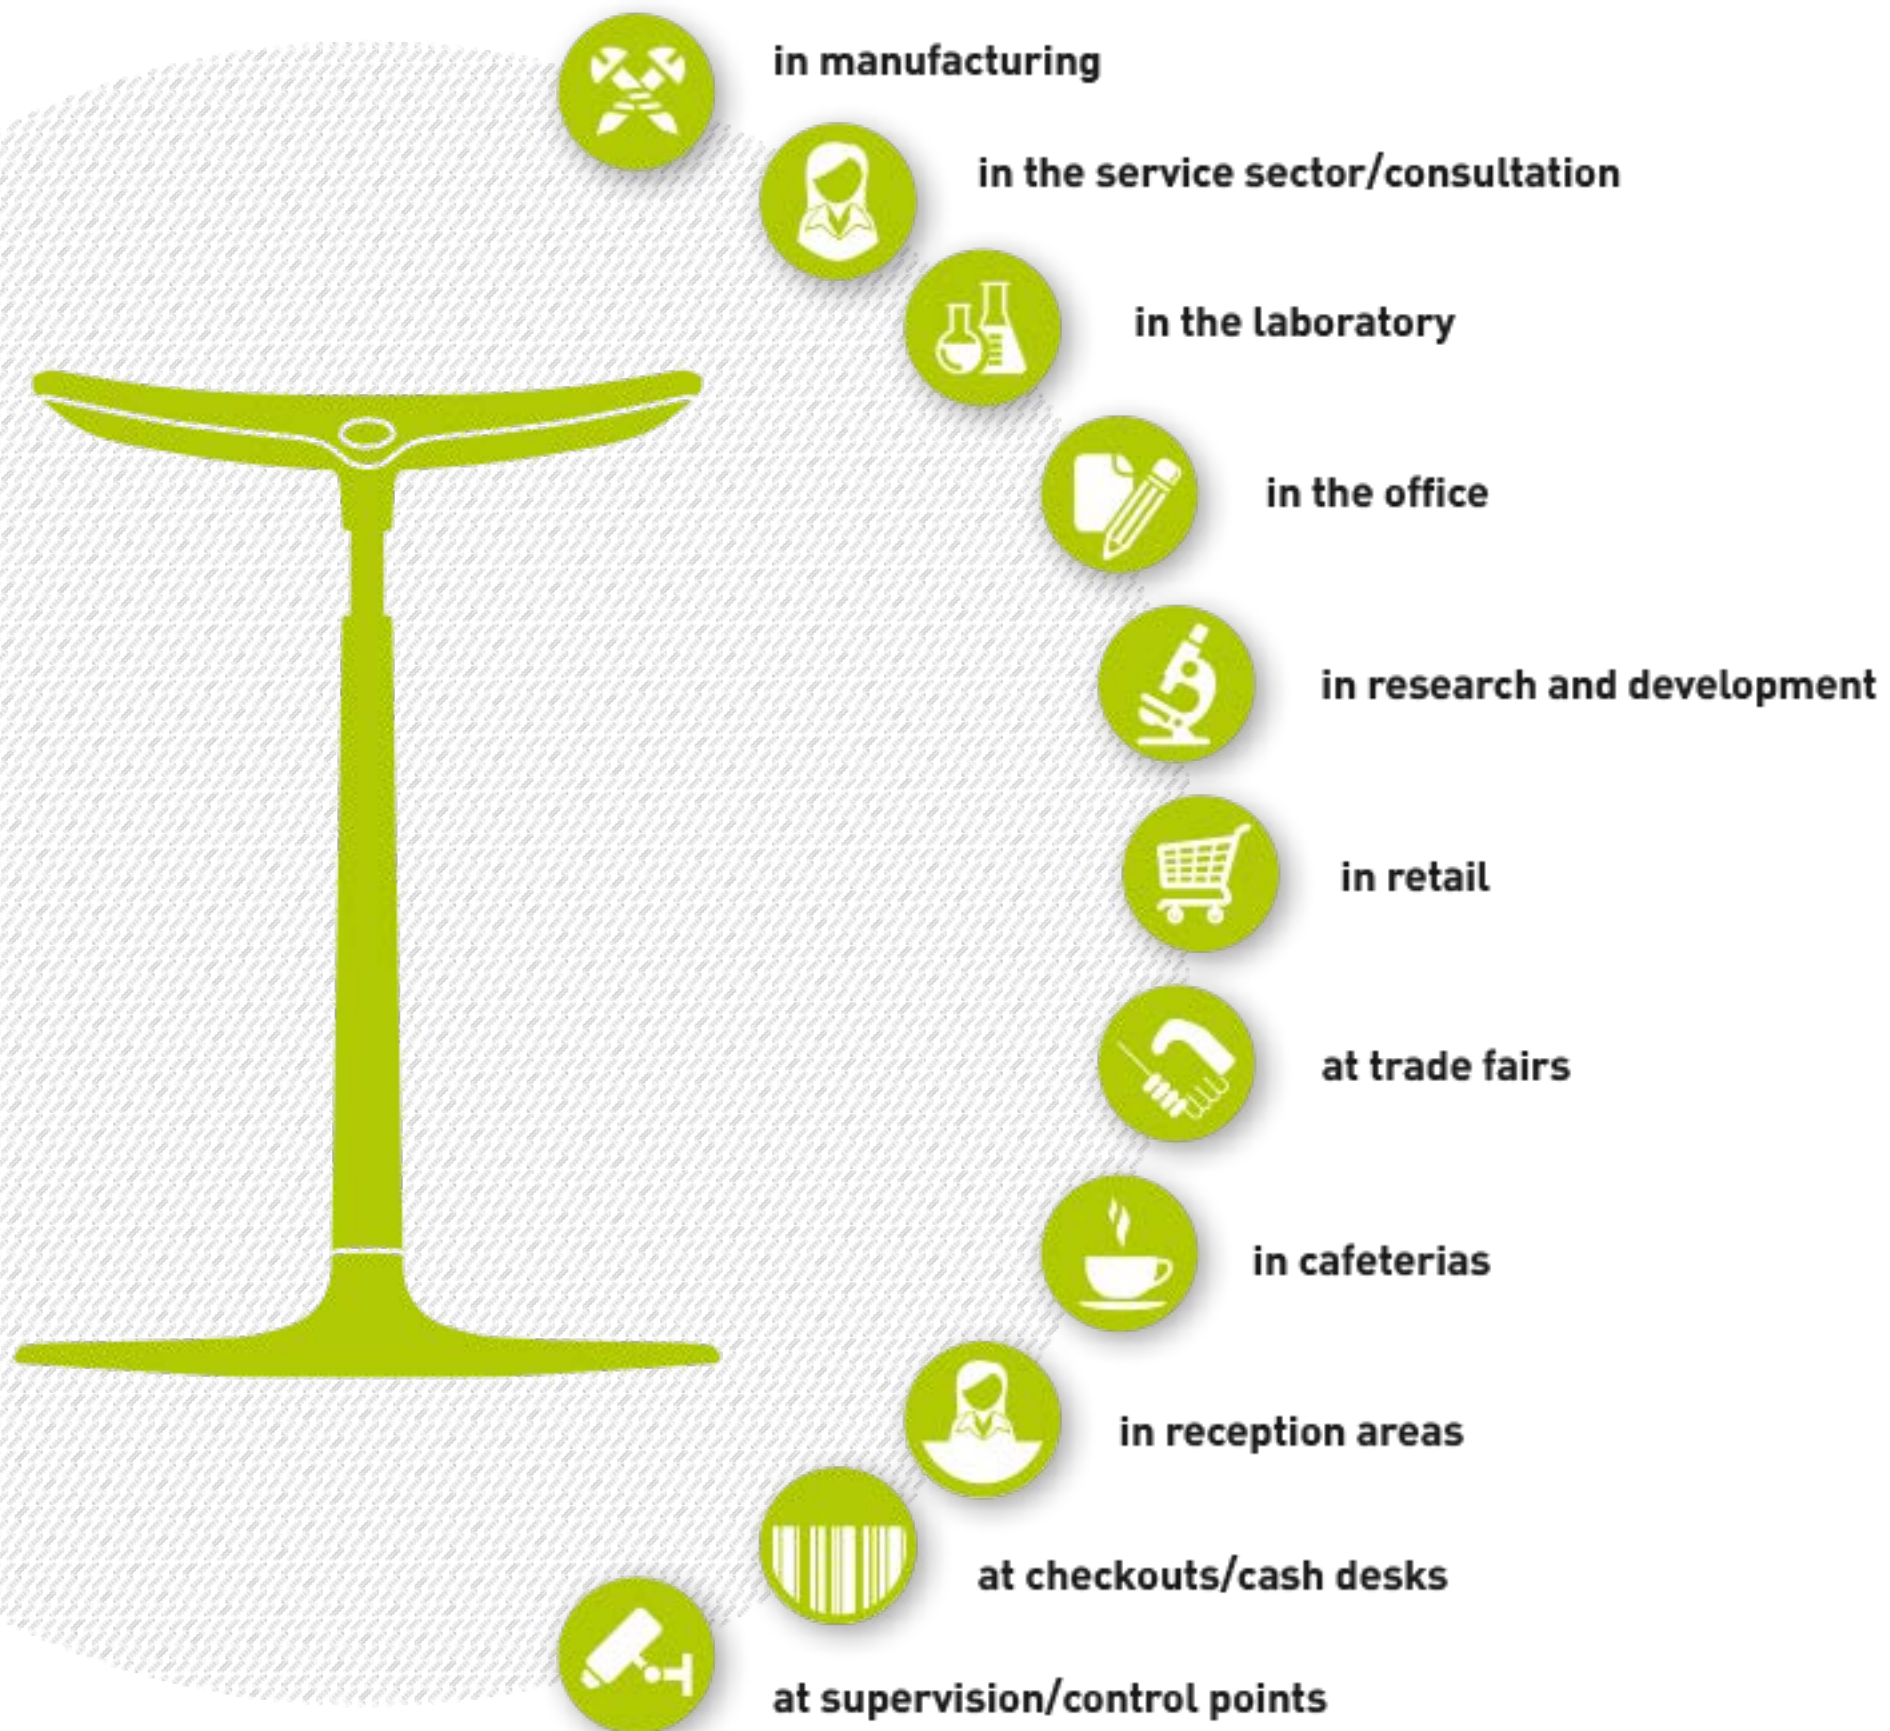 in manufacturing
in the service sector/consultation
in the laboratory
in the office
in research and development
in retail
at trade fairs
in cafeterias
in reception areas
at checkouts/cash desks
at supervision/control points